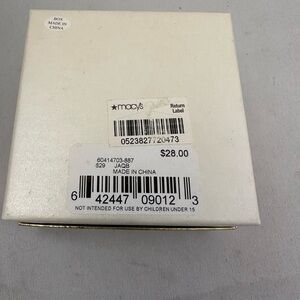 BOX
MADE IN
CHINA
★macy's
Return
Label
0523827720473
$28.00
60414703-887
S29 JAQB
MADE IN CHINA
6 42447 09012 3
NOT INTENDED FOR USE BY CHILDREN UNDER 15